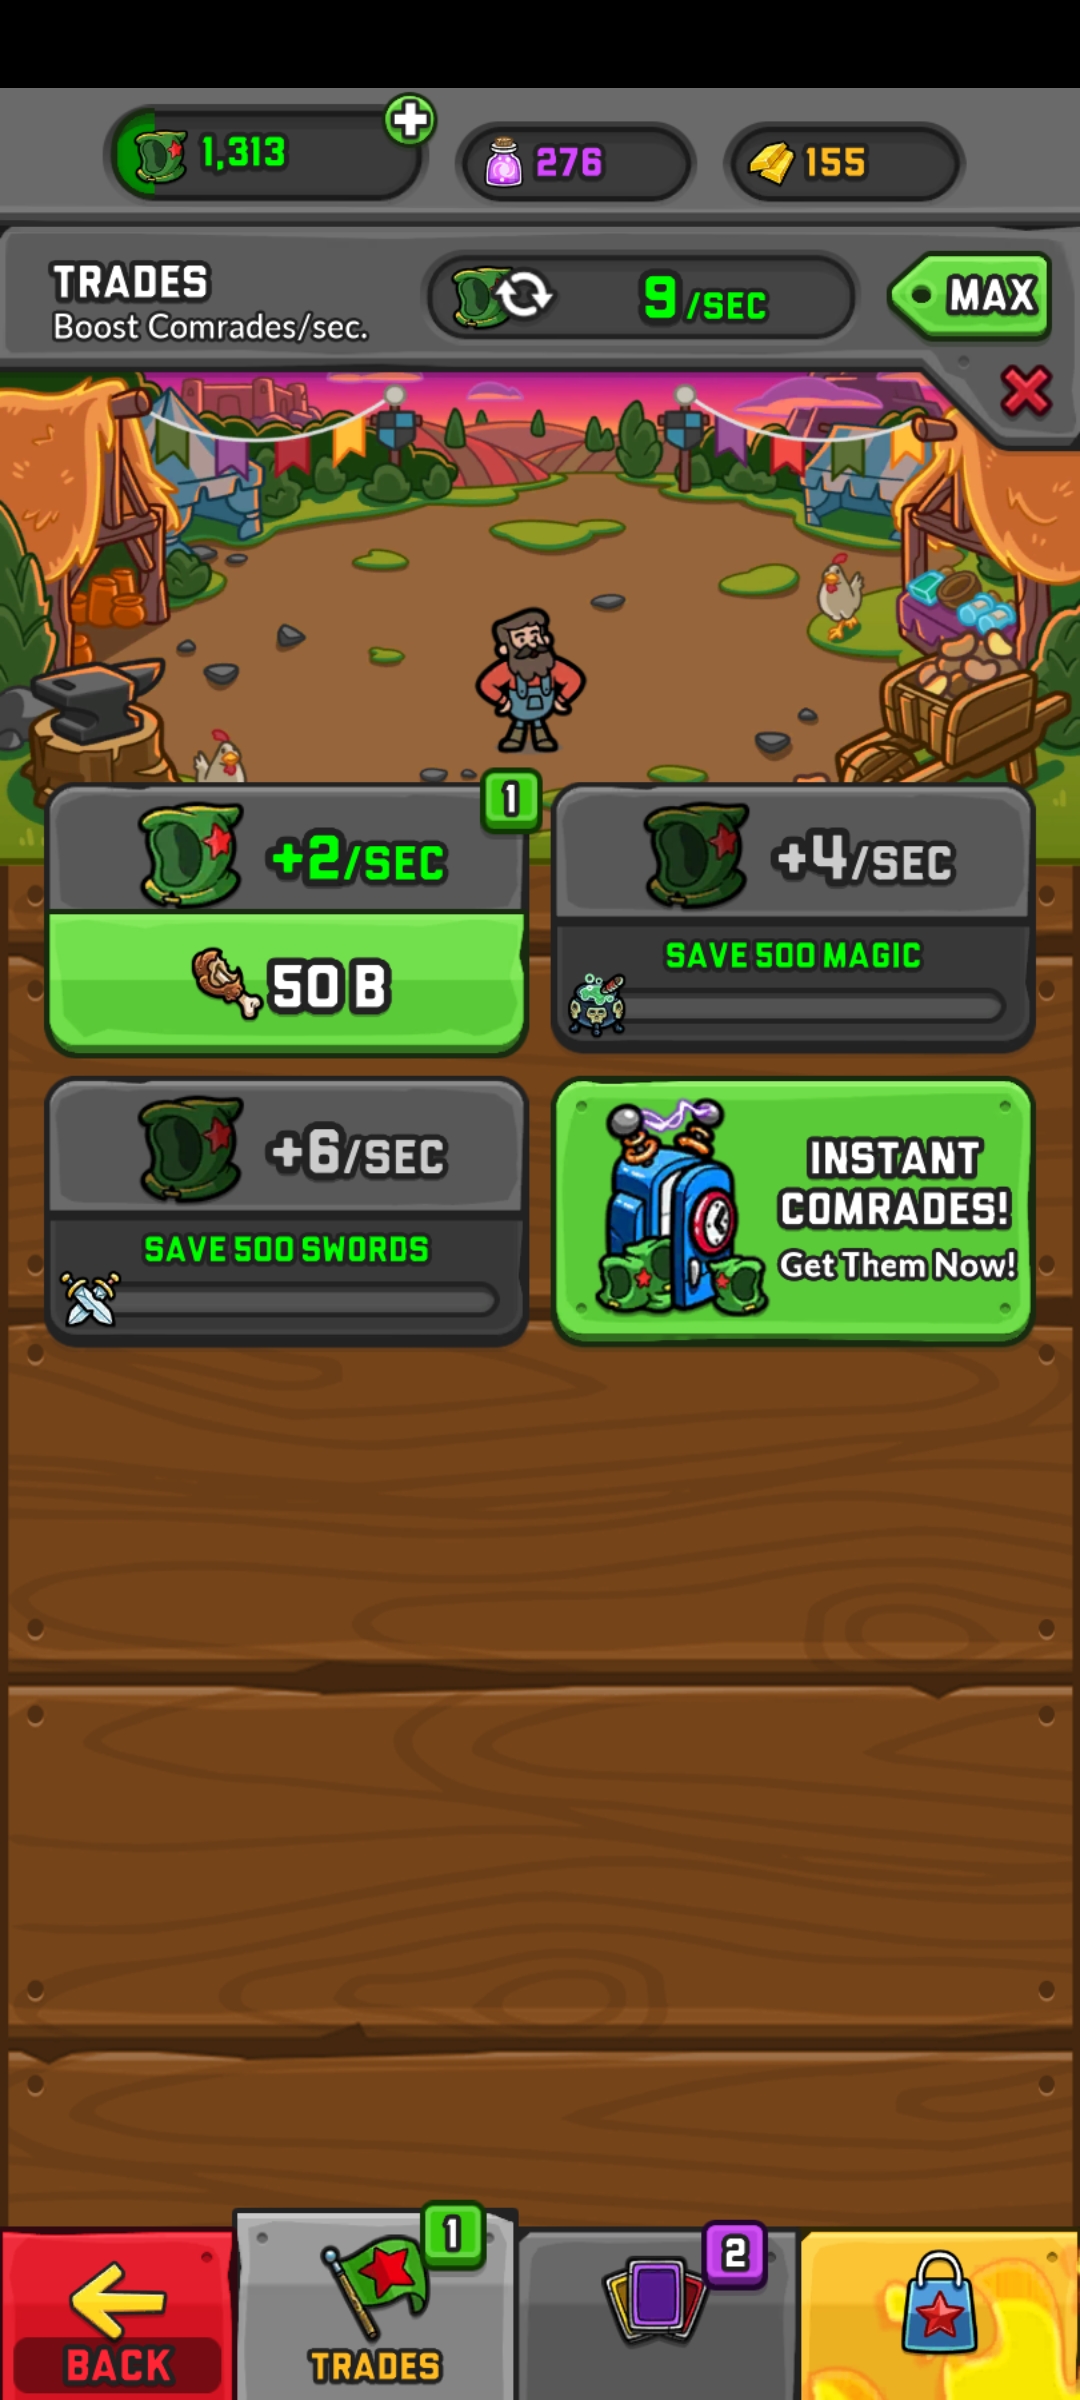 1,313
276
155
TRADES
Boost Comrades/sec.
9/SEC
MAX
1
+2/SEC
50 B
+4/SEC
SAVE 500 MAGIC
+6/SEC
SAVE 500 SWORDS
INSTANT
COMRADES!
Get Them Now!
BACK
1
TRADES
2